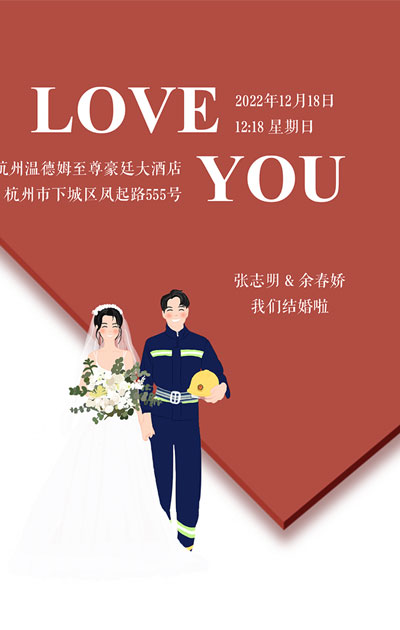 LOVE
2022年12月18日
12:18 星期日
杭州温德姆至尊豪廷大酒店
杭州市下城区凤起路555号
YOU
张志明 & 余春娇
我们结婚啦